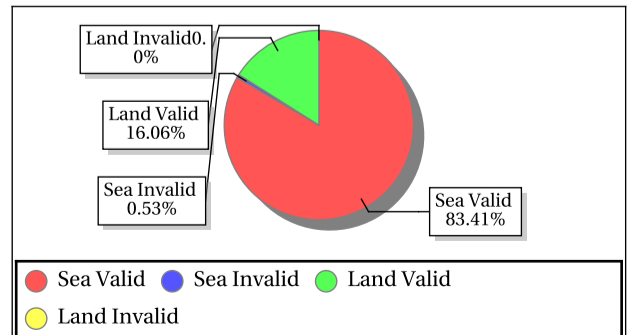 Land Invalid0.
0%
Land Valid
16.06%
Sea Invalid
0.53%
Sea Valid
83.41%
Sea Valid
Sea Invalid
Land Valid
Land Invalid